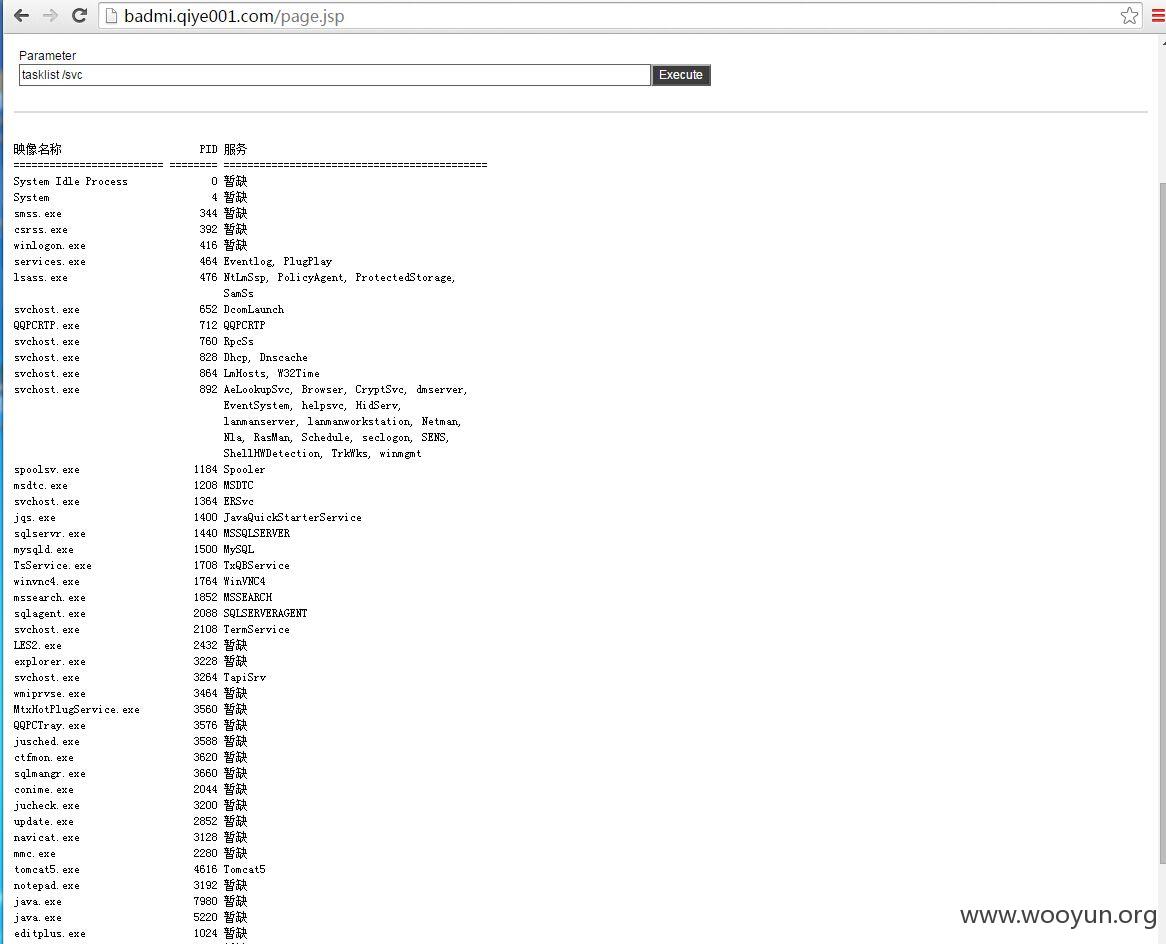 badmi.qiye001.com/page.jsp
Parameter
tasklist /svc Execute
映像名称 PID 服务
========================= ======== ============================================
System Idle Process 0 暂缺
System 4 暂缺
smss.exe 344 暂缺
csrss.exe 392 暂缺
winlogon.exe 416 暂缺
services.exe 464 Eventlog, PlugPlay
lsass.exe 476 NtLmSsp, PolicyAgent, ProtectedStorage,
SamSs
svchost.exe 652 DcomLaunch
QQPCRTP.exe 712 QQPCRTP
svchost.exe 760 RpcSs
svchost.exe 828 Dhcp, Dnscache
svchost.exe 864 LmHosts, W32Time
svchost.exe 892 AeLookupSvc, Browser, CryptSvc, dmserver,
EventSystem, helpsvc, HidServ,
lanmanserver, lanmanworkstation, Netman,
Nla, RasMan, Schedule, seclogon, SENS,
ShellHWDetection, TrkWks, winmgmt
spoolsv.exe 1184 Spooler
msdtc.exe 1208 MSDTC
svchost.exe 1364 ERSvc
jqs.exe 1400 JavaQuickStarterService
sqlservr.exe 1440 MSSQLSERVER
mysqld.exe 1500 MySQL
TsService.exe 1708 TxQBService
winvnc4.exe 1764 WinVNC4
mssearch.exe 1852 MSSEARCH
sqlagent.exe 2088 SQLSERVERAGENT
svchost.exe 2108 TermService
LES2.exe 2432 暂缺
explorer.exe 3228 暂缺
svchost.exe 3264 TapiSrv
wmiprvse.exe 3464 暂缺
MtxHotPlugService.exe 3560 暂缺
QQPCTray.exe 3576 暂缺
jusched.exe 3588 暂缺
ctfmon.exe 3620 暂缺
sqlmangr.exe 3660 暂缺
conime.exe 2044 暂缺
jucheck.exe 3200 暂缺
update.exe 2852 暂缺
navicat.exe 3128 暂缺
mmc.exe 2280 暂缺
tomcat5.exe 4616 Tomcat5
notepad.exe 3192 暂缺
java.exe 7980 暂缺
java.exe 5220 暂缺
editplus.exe 1024 暂缺
www.wooyun.org